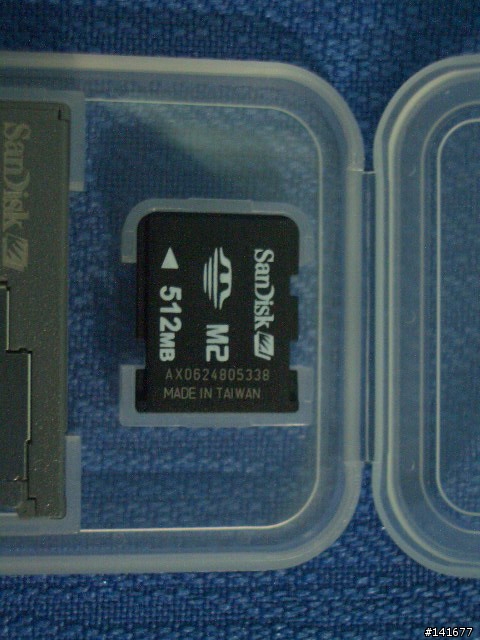 SanDisk
SanDisk
M2
512MB
AX0624805338
MADE IN TAIWAN
#141677